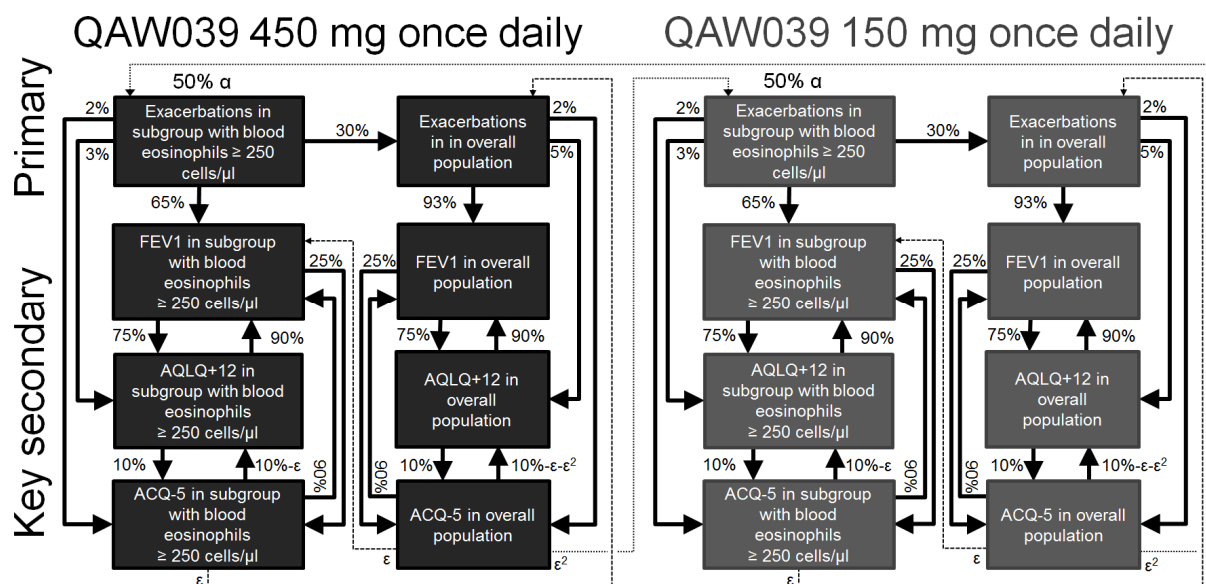 QAW039 450 mg once daily
QAW039 150 mg once daily
Primary
Key secondary
50% α
2%
3%
Exacerbations in
subgroup with blood
eosinophils ≥ 250
cells/µl
30%
Exacerbations
in in overall
population
2%
5%
65%
93%
FEV1 in subgroup
with blood
eosinophils
≥ 250 cells/µl
25%
25%
FEV1 in overall
population
75%
90%
75%
90%
AQLQ+12 in
subgroup with blood
eosinophils
≥ 250 cells/µl
AQLQ+12 in
overall
population
10%
10%-ε
90%
90%
10%
10%-ε-ε²
ACQ-5 in subgroup
with blood
eosinophils
≥ 250 cells/µl
ACQ-5 in overall
population
ε
ε
ε²
50% α
2%
3%
Exacerbations in
subgroup with blood
eosinophils ≥ 250
cells/µl
30%
Exacerbations
in in overall
population
2%
5%
65%
93%
FEV1 in subgroup
with blood
eosinophils
≥ 250 cells/µl
25%
25%
FEV1 in overall
population
75%
90%
75%
90%
AQLQ+12 in
subgroup with blood
eosinophils
≥ 250 cells/µl
AQLQ+12 in
overall
population
10%
10%-ε
90%
90%
10%
10%-ε-ε²
ACQ-5 in subgroup
with blood
eosinophils
≥ 250 cells/µl
ACQ-5 in overall
population
ε
ε
ε²